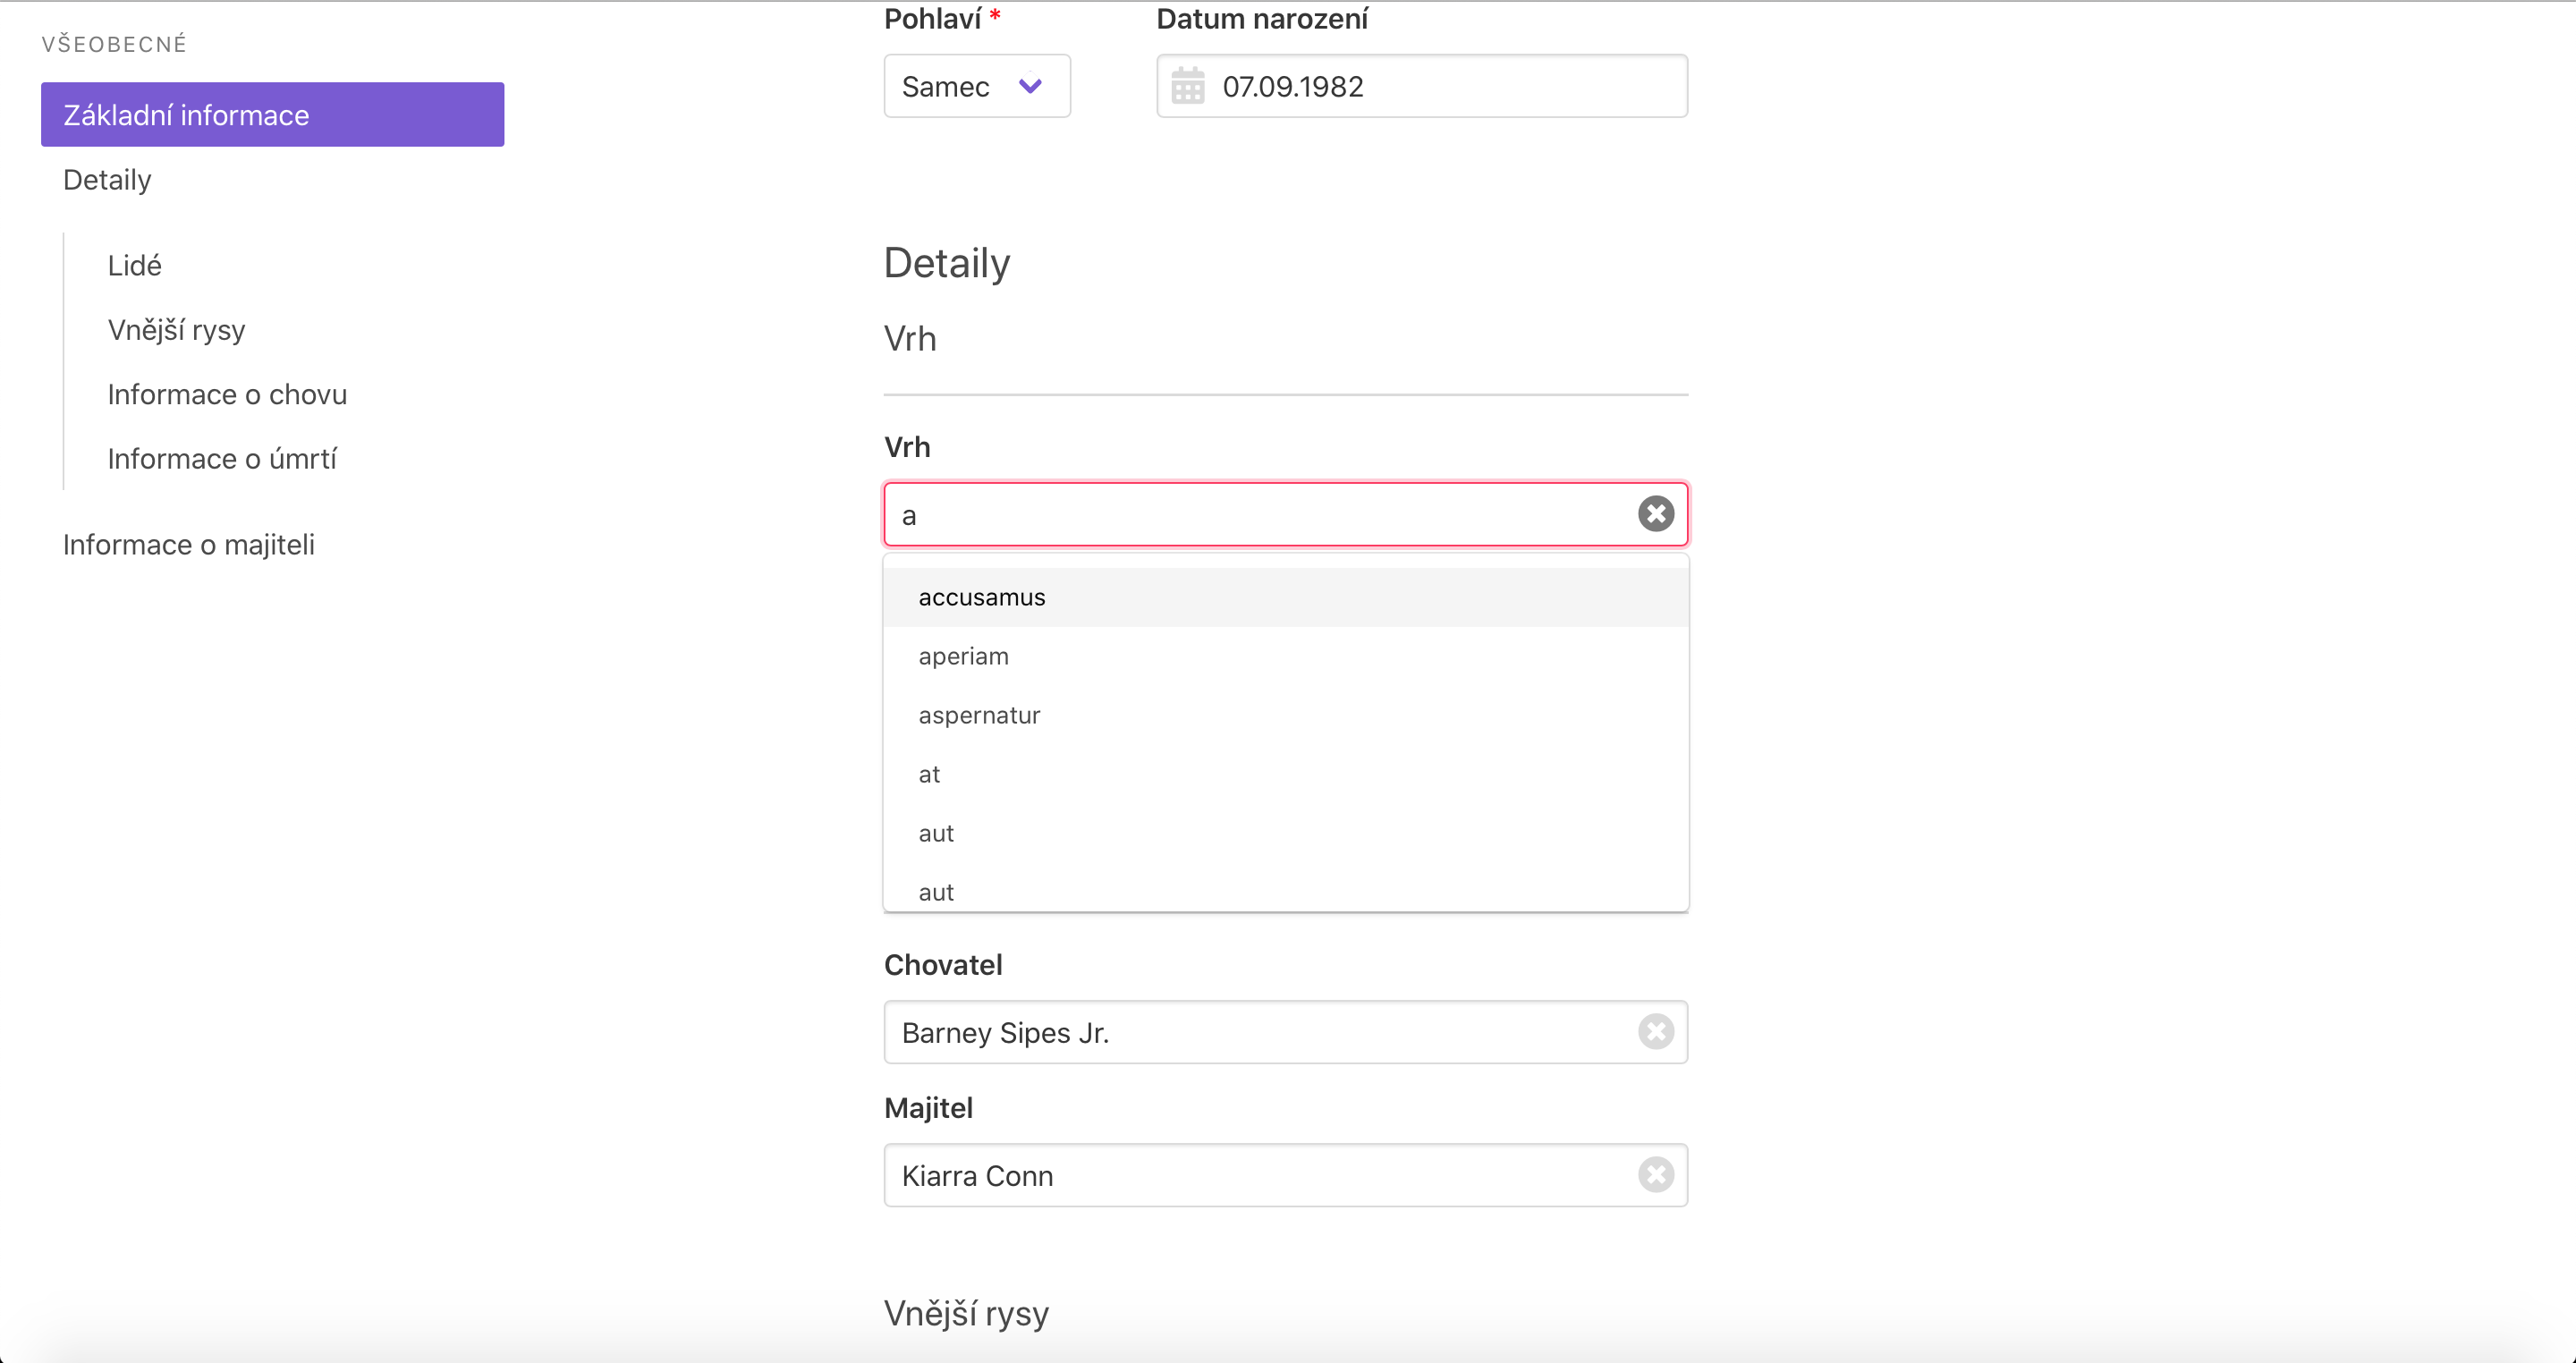 VŠEOBECNÉ
Základní informace
Detaily
Lidé
Vnější rysy
Informace o chovu
Informace o úmrtí
Informace o majiteli
Pohlaví *
Samec
Datum narození
07.09.1982
Detaily
Vrh
Vrh
a
accusamus
aperiam
aspernatur
at
aut
aut
Chovatel
Barney Sipes Jr.
Majitel
Kiarra Conn
Vnější rysy